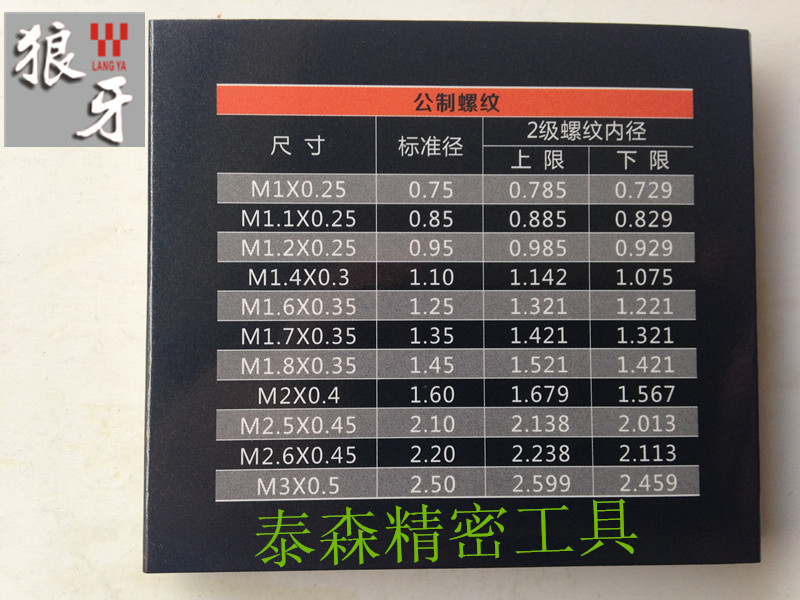 狼牙
LANG YA
公制螺纹
尺寸 标准径 2级螺纹内径
上限 下限
M1X0.25 0.75 0.785 0.729
M1.1X0.25 0.85 0.885 0.829
M1.2X0.25 0.95 0.985 0.929
M1.4X0.3 1.10 1.142 1.075
M1.6X0.35 1.25 1.321 1.221
M1.7X0.35 1.35 1.421 1.321
M1.8X0.35 1.45 1.521 1.421
M2X0.4 1.60 1.679 1.567
M2.5X0.45 2.10 2.138 2.013
M2.6X0.45 2.20 2.238 2.113
M3X0.5 2.50 2.599 2.459
泰森精密工具